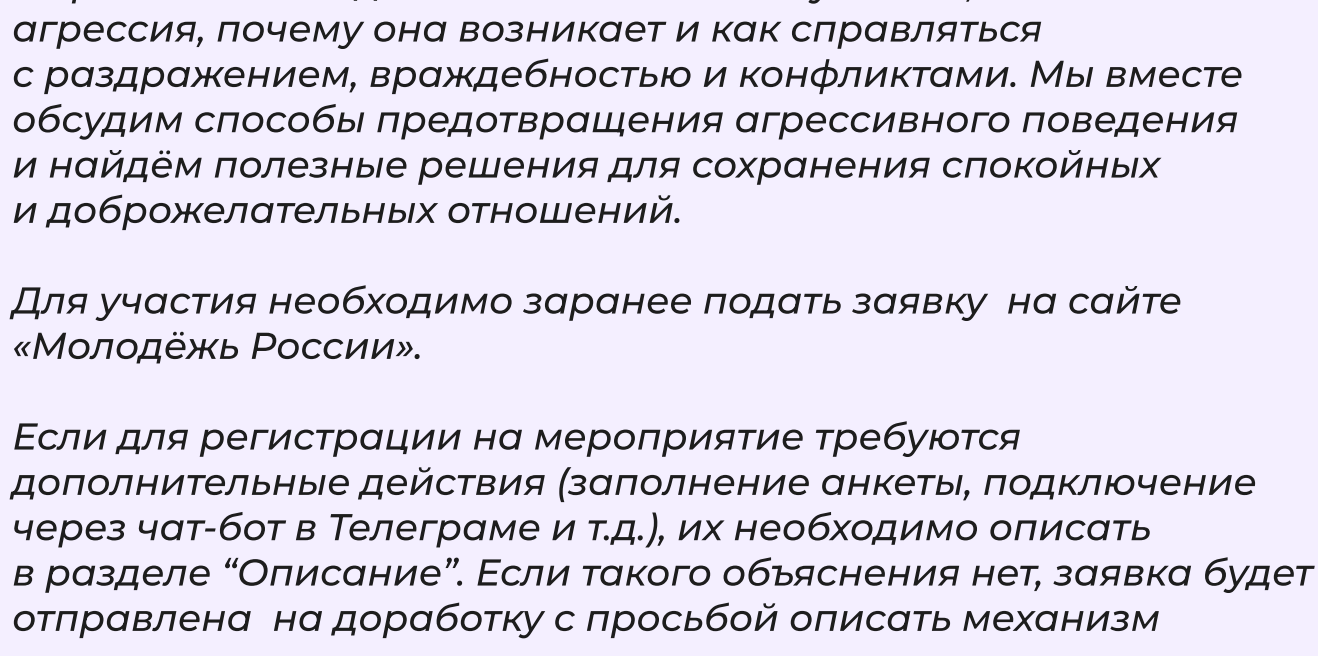 агрессия, почему она возникает и как справляться
с раздражением, враждебностью и конфликтами. Мы вместе
обсудим способы предотвращения агрессивного поведения
и найдём полезные решения для сохранения спокойных
и доброжелательных отношений.
Для участия необходимо заранее подать заявку  на сайте
«Молодёжь России».
Если для регистрации на мероприятие требуются
дополнительные действия (заполнение анкеты, подключение
через чат-бот в Телеграме и т.д.), их необходимо описать
в разделе “Описание”. Если такого объяснения нет, заявка будет
отправлена  на доработку с просьбой описать механизм